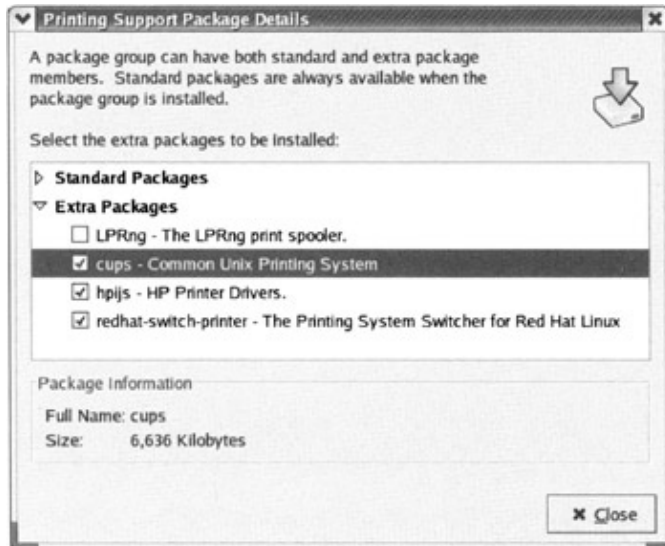 Printing Support Package Details
A package group can have both standard and extra package
members. Standard packages are always available when the
package group is installed.
Select the extra packages to be installed:
Standard Packages
Extra Packages
LPRng - The LPRng print spooler.
cups - Common Unix Printing System
hpijs - HP Printer Drivers.
redhat-switch-printer - The Printing System Switcher for Red Hat Linux
Package Information
Full Name: cups
Size: 6,636 Kilobytes
Close